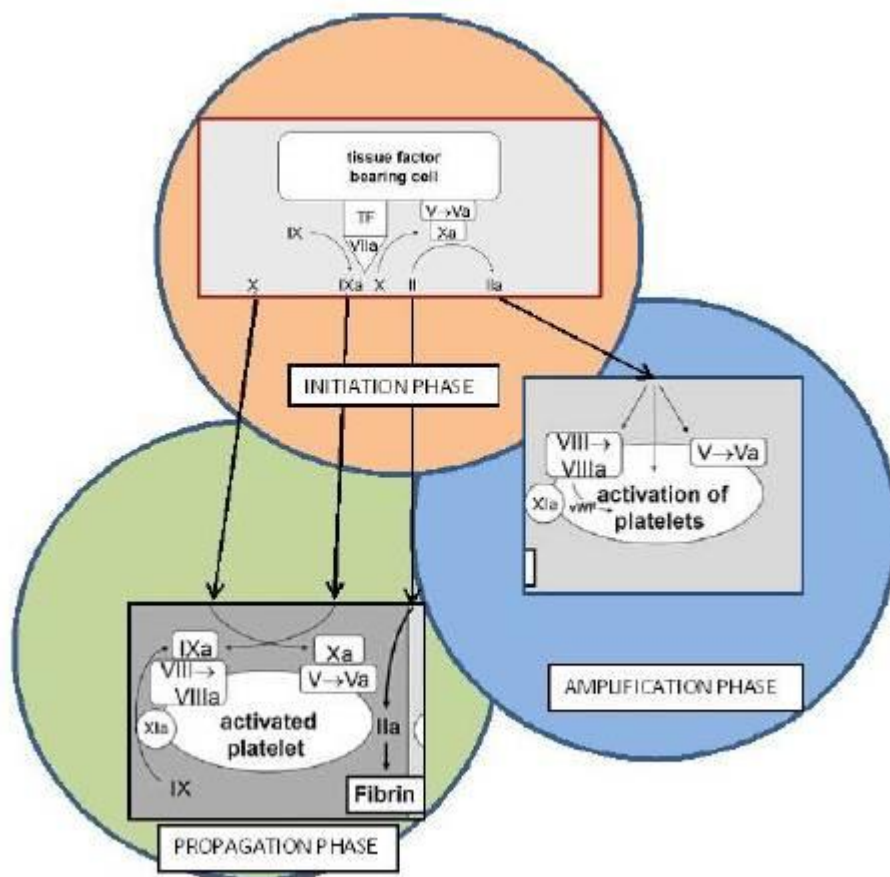 tissue factor
bearing cell
TF
V→Va
IX
VIIa
Xa
X
IXa
X
II
IIa
INITIATION PHASE
VIII→
VIIIa
V→Va
XIa
vWF
activation of
platelets
AMPLIFICATION PHASE
IXa
Xa
VIII→
VIIIa
V→Va
XIa
activated
platelet
IIa
IX
Fibrin
PROPAGATION PHASE